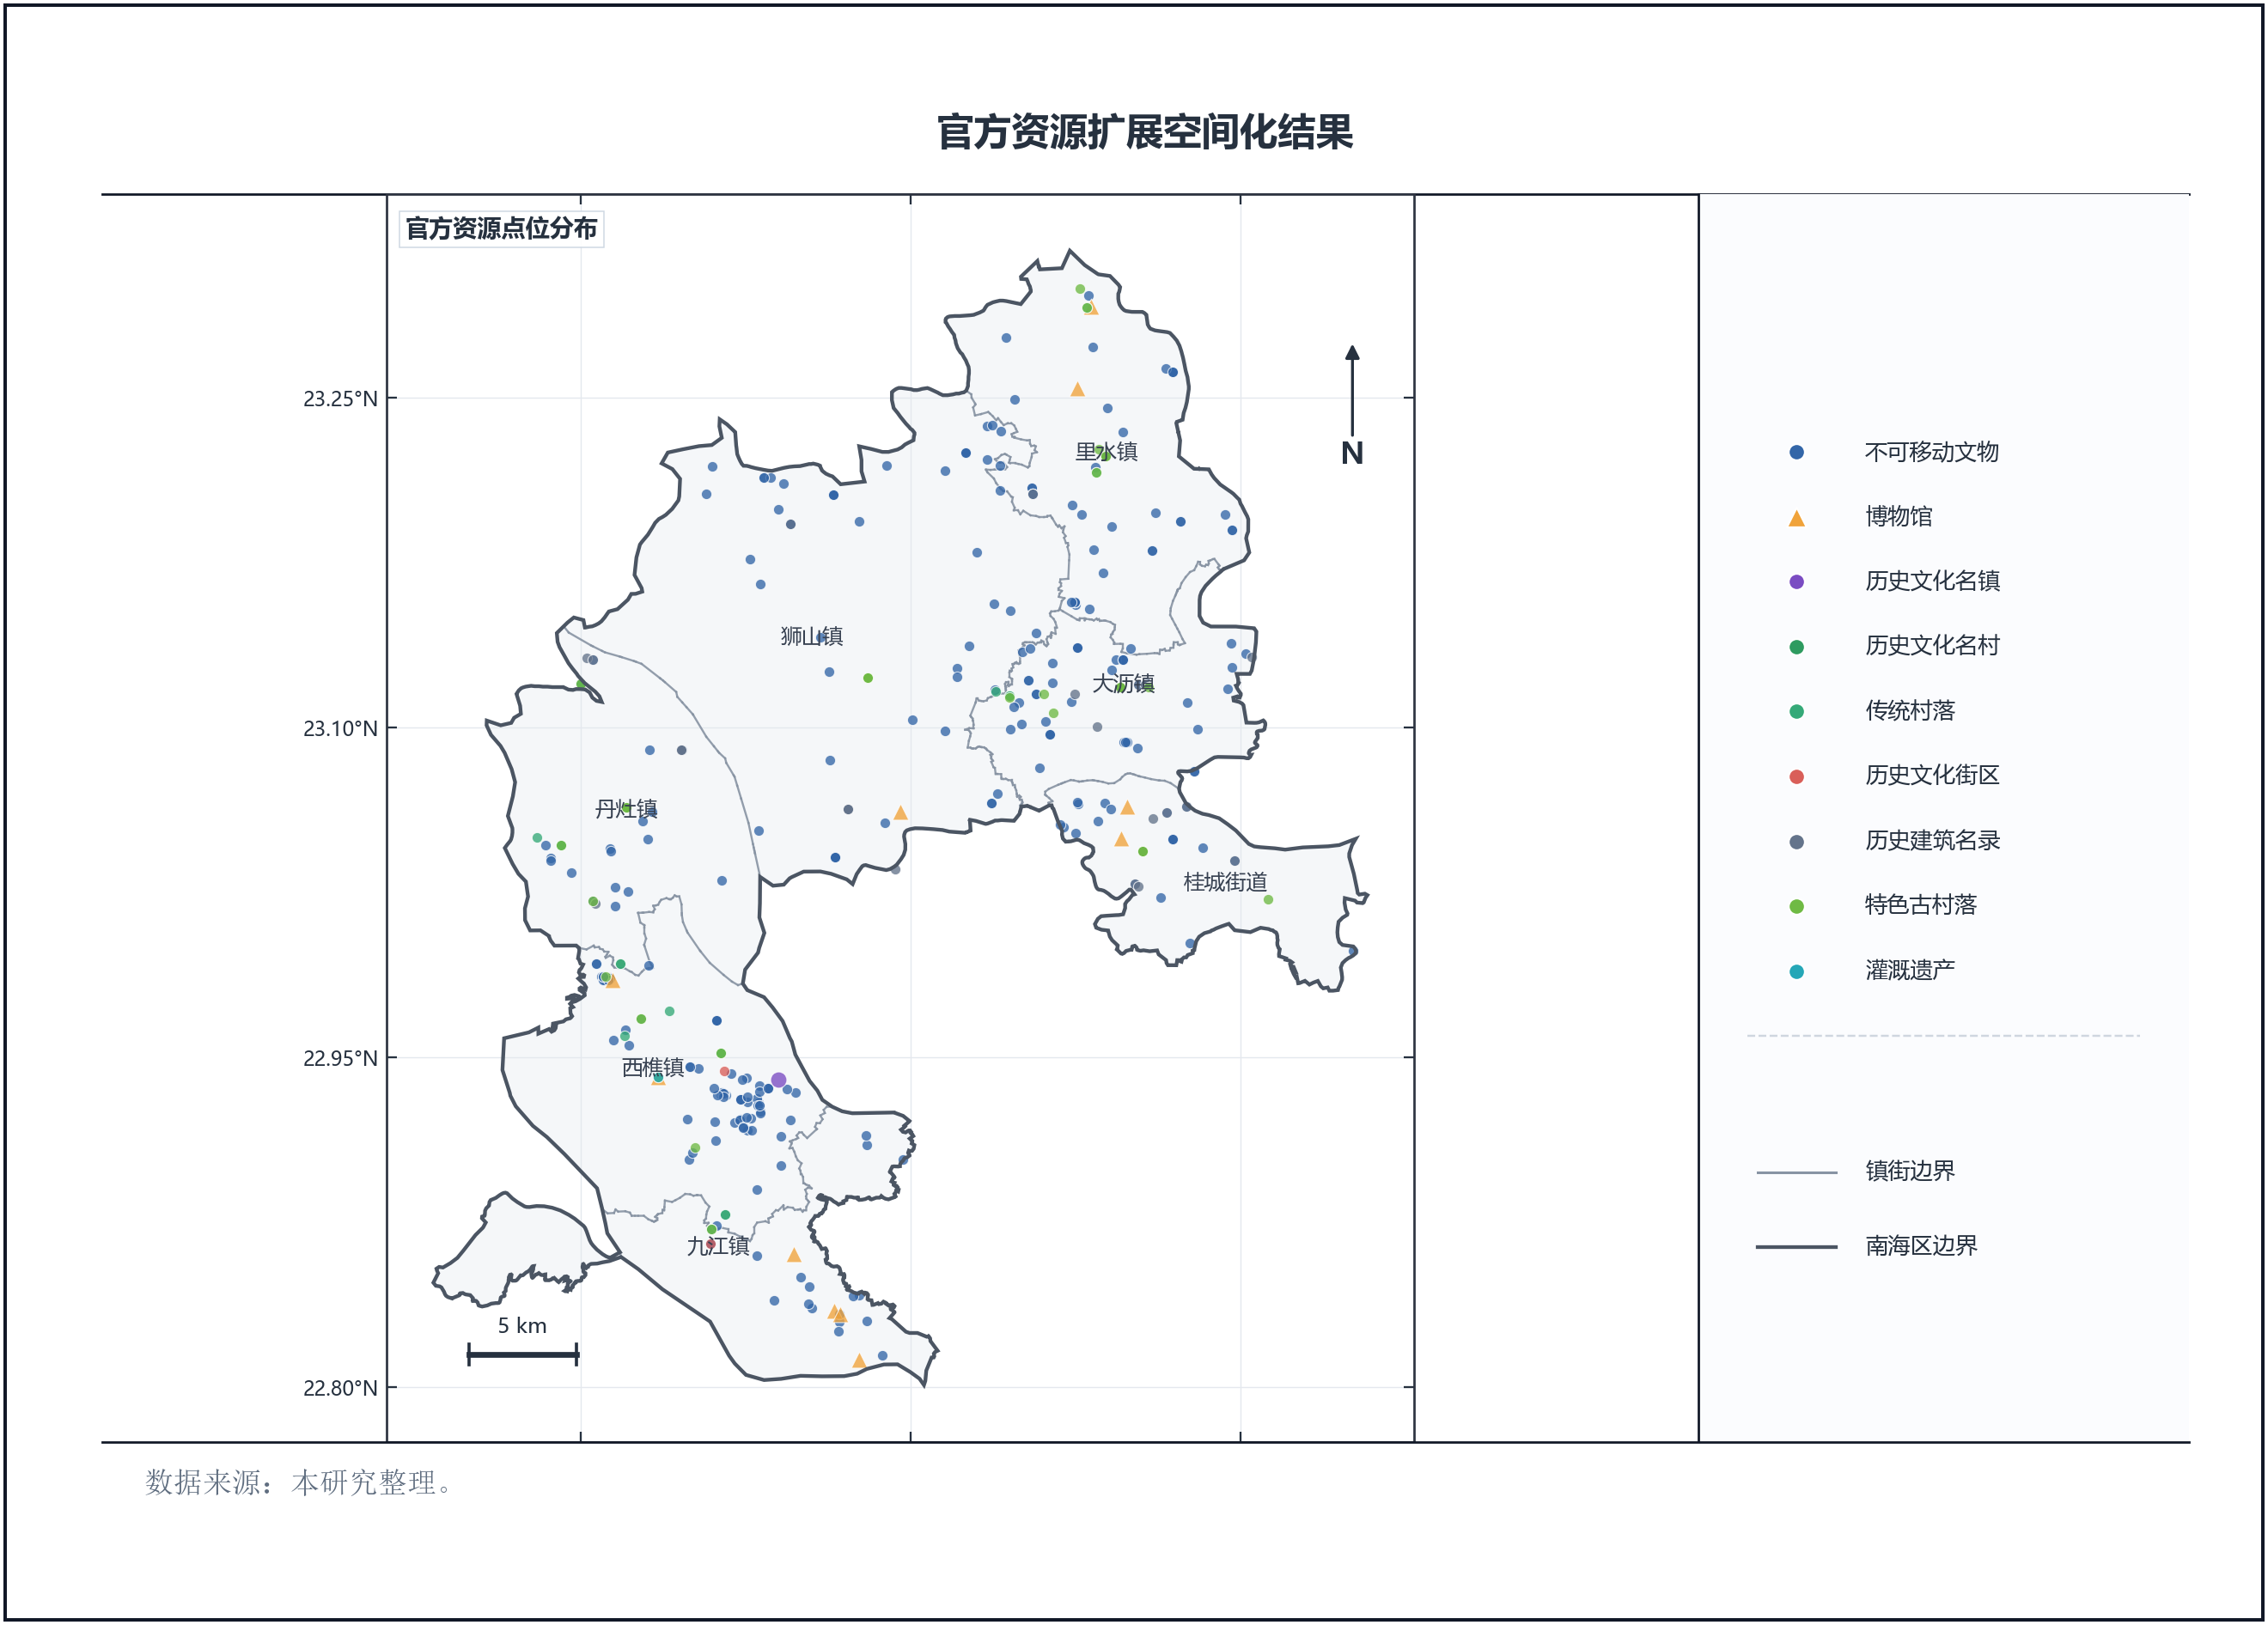 官方资源扩展空间化结果
官方资源点位分布
23.25°N
23.10°N
22.95°N
22.80°N
N
里水镇
狮山镇
大沥镇
丹灶镇
桂城街道
西樵镇
九江镇
5 km
不可移动文物
博物馆
历史文化名镇
历史文化名村
传统村落
历史文化街区
历史建筑名录
特色古村落
灌溉遗产
镇街边界
南海区边界
数据来源：本研究整理。